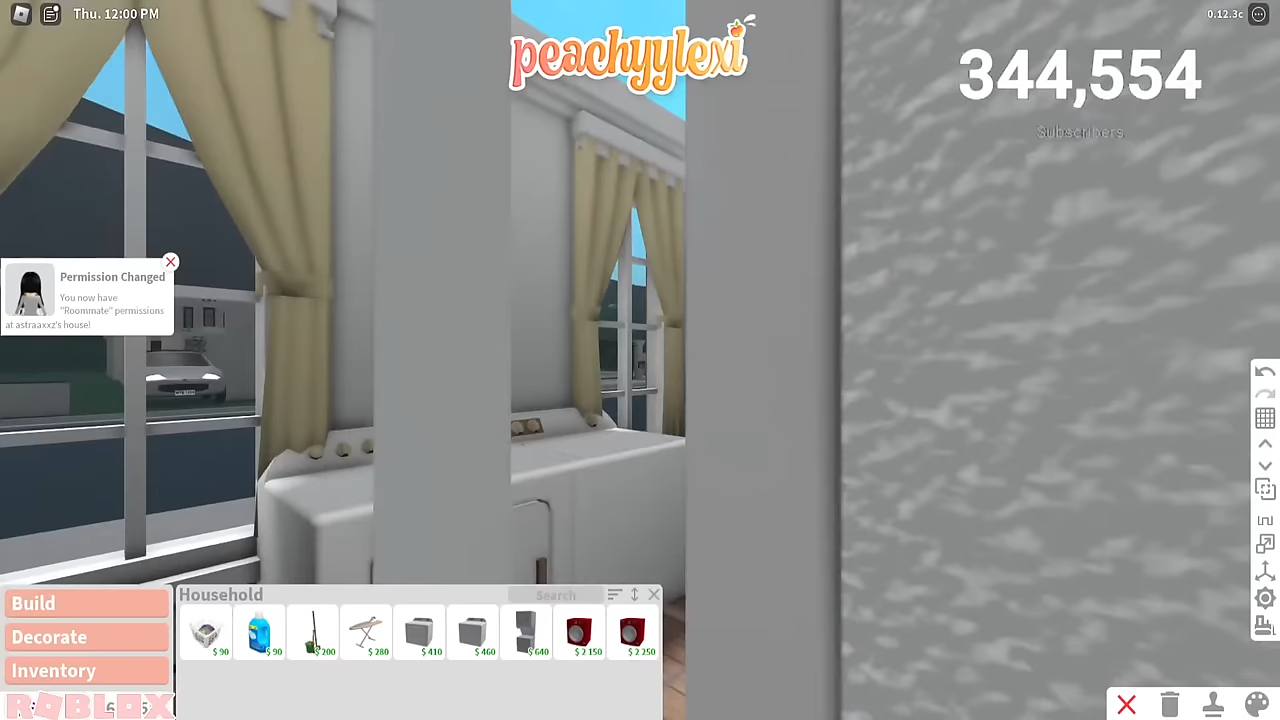 Thu. 12:00 PM
0.12.3c
peachyylexi
344,554
Subscribers
Permission Changed
You now have
"Roommate" permissions
at astraaxxz's house!
Build
Decorate
Inventory
Household
Search
$ 90
$ 90
$ 200
$ 280
$ 410
$ 460
$ 640
$ 2 150
$ 2 250
ROBLOX